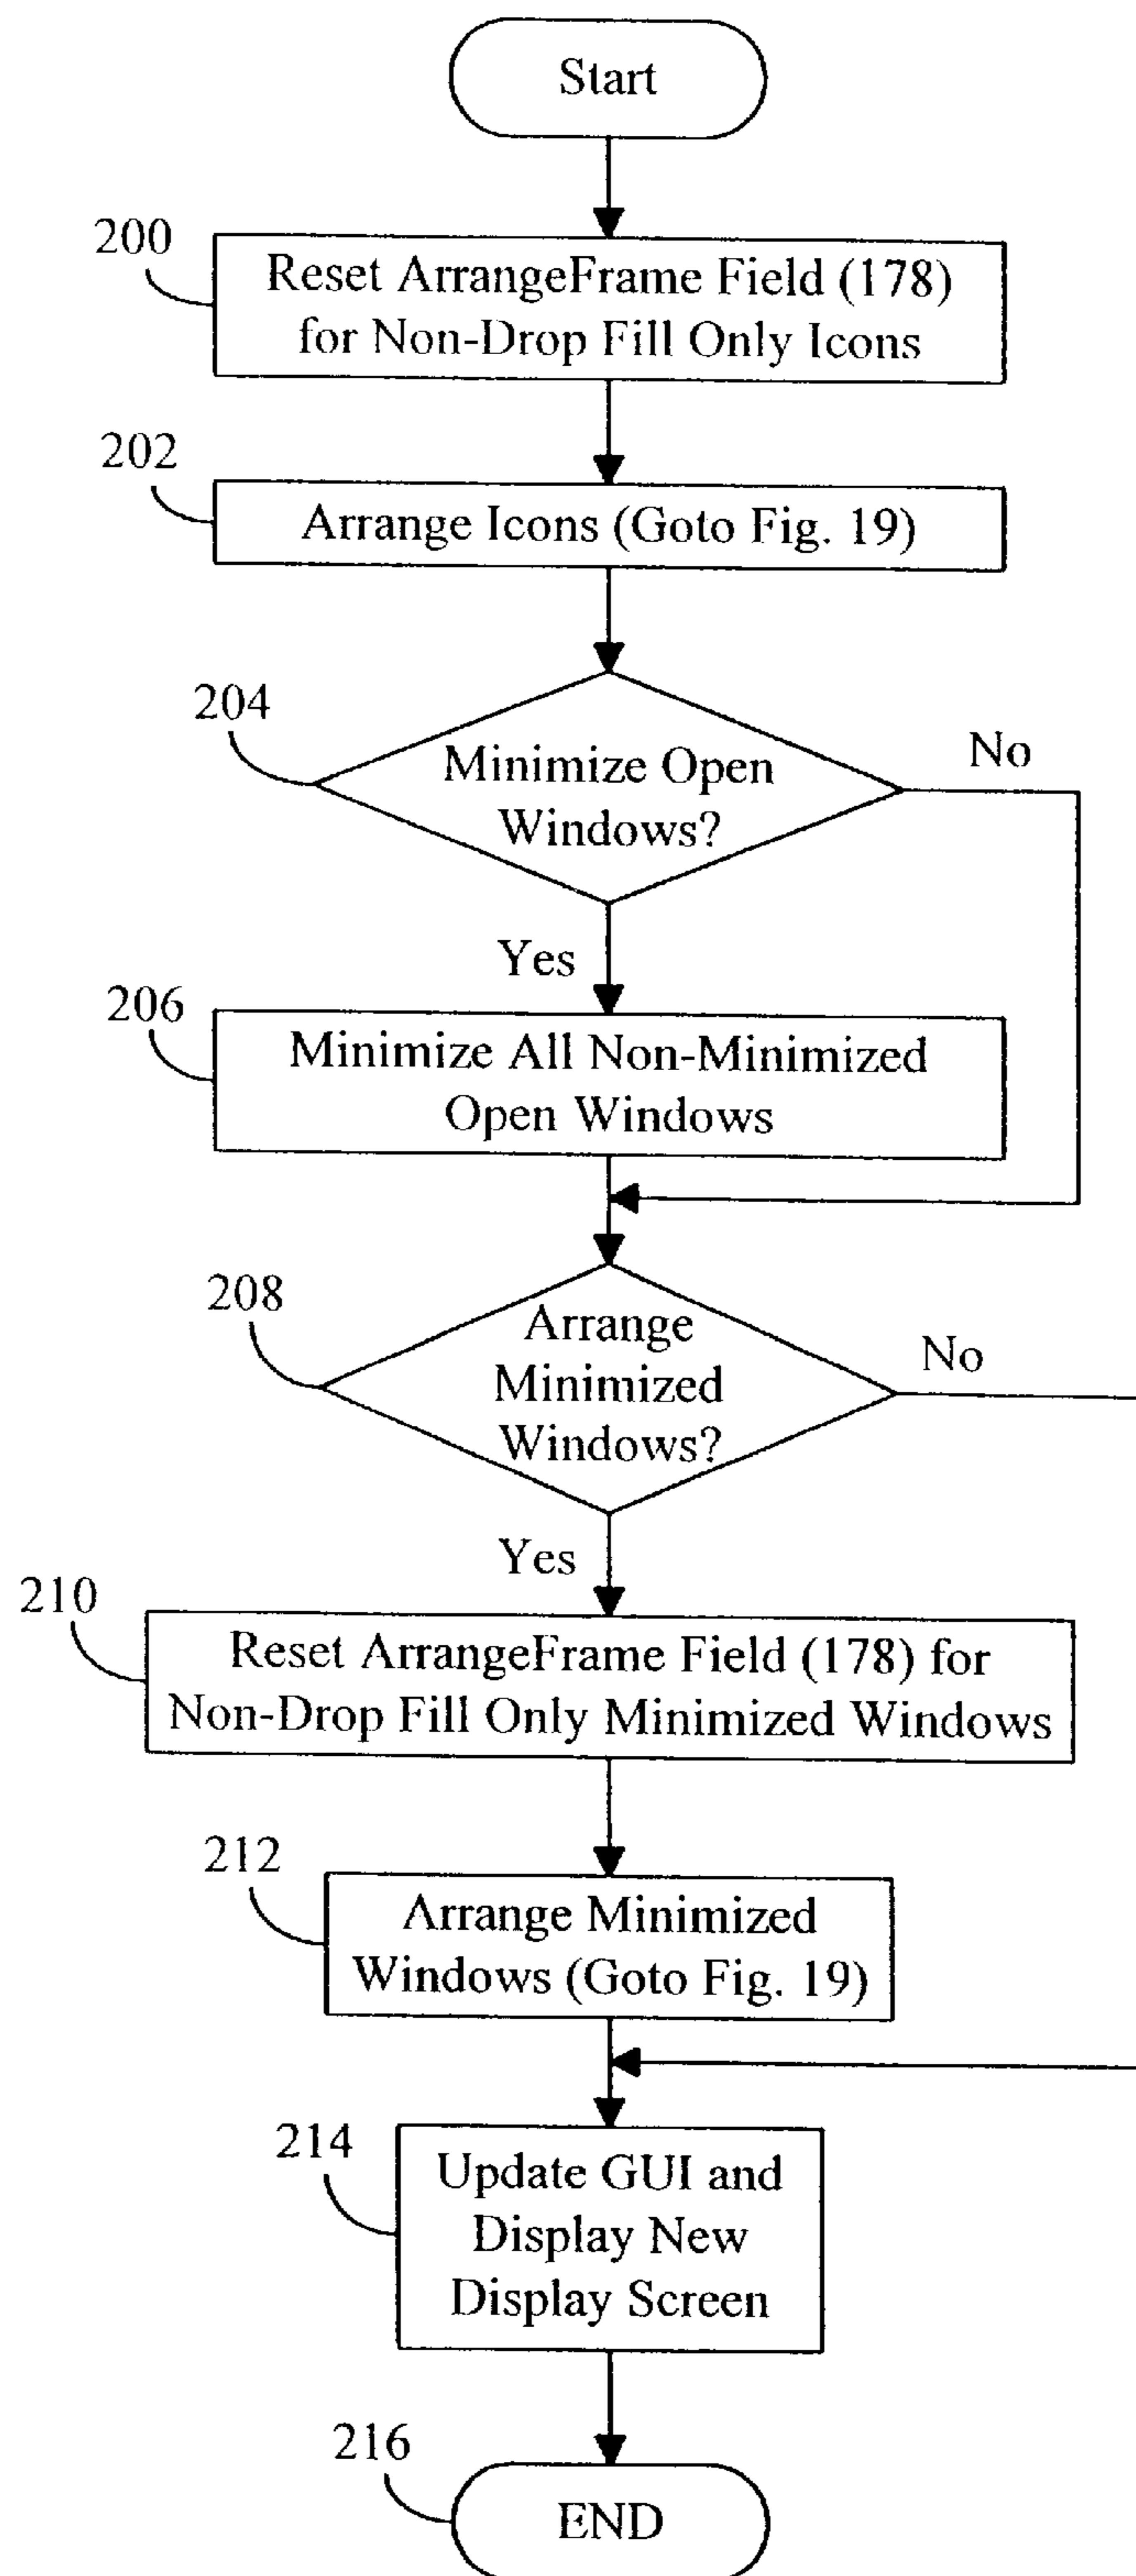 Start
200
Reset ArrangeFrame Field (178)
for Non-Drop Fill Only Icons
202
Arrange Icons (Goto Fig. 19)
204
Minimize Open
Windows?
No
Yes
206
Minimize All Non-Minimized
Open Windows
208
Arrange
Minimized
Windows?
No
Yes
210
Reset ArrangeFrame Field (178) for
Non-Drop Fill Only Minimized Windows
212
Arrange Minimized
Windows (Goto Fig. 19)
214
Update GUI and
Display New
Display Screen
216
END